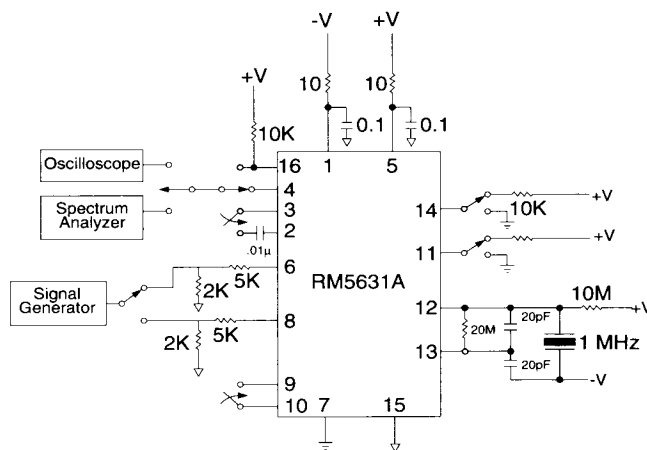 -V +V
10 10
+V
0.1 0.1
10K
Oscilloscope
16 1 5
4
Spectrum
Analyzer
3
14 10K +V
2
.01μ
11 +V
6
5K
RM5631A
2K
Signal
Generator
12 10M +V
20M 20pF
8
5K
2K
1 MHz
13 20pF
-V
9
10 7 15